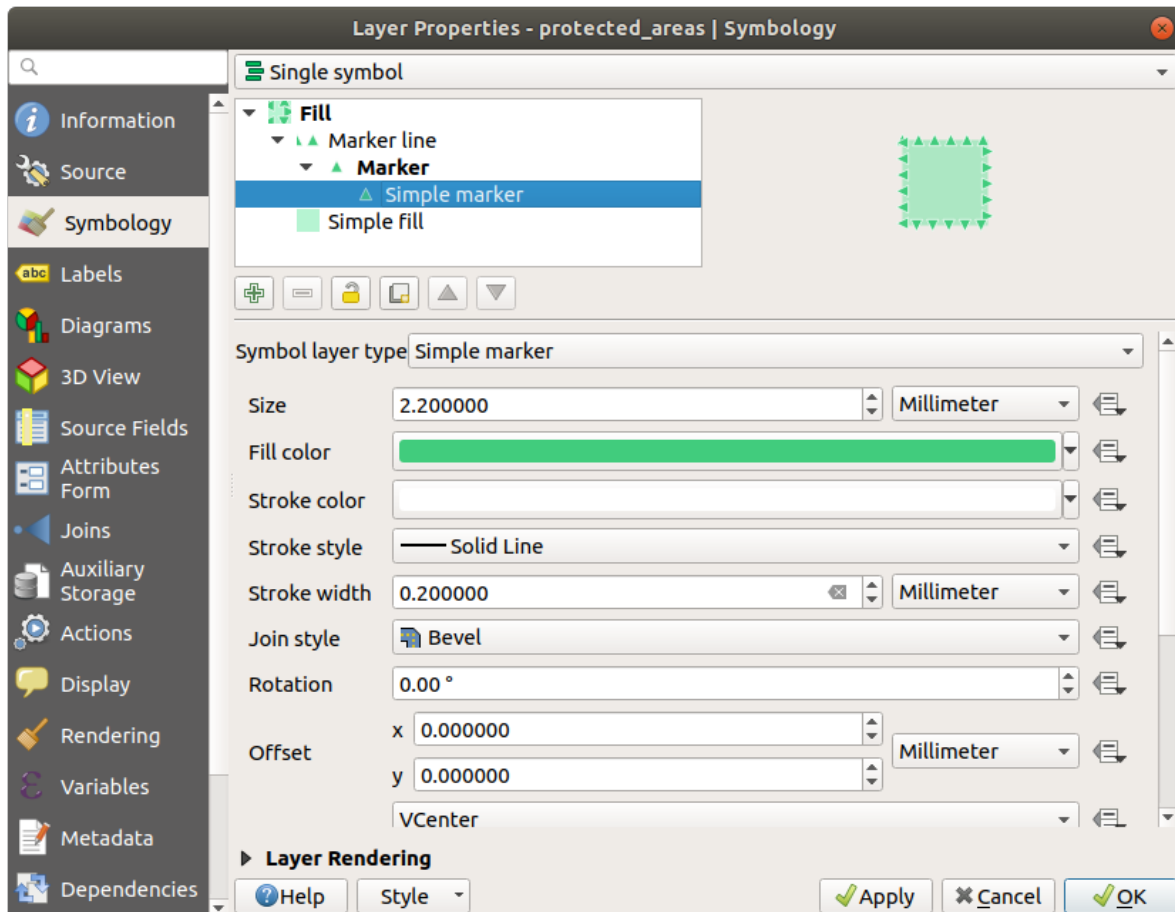 Layer Properties - protected_areas | Symbology
Single symbol
Information
Source
Symbology
abc Labels
Diagrams
3D View
Source Fields
Attributes
Form
Joins
Auxiliary
Storage
Actions
Display
Rendering
Variables
Metadata
Dependencies
Fill
Marker line
Marker
Simple marker
Simple fill
Symbol layer type Simple marker
Size 2.200000 Millimeter
Fill color
Stroke color
Stroke style Solid Line
Stroke width 0.200000 Millimeter
Join style Bevel
Rotation 0.00 °
Offset x 0.000000 Millimeter
y 0.000000
VCenter
Layer Rendering
Help Style Apply Cancel OK